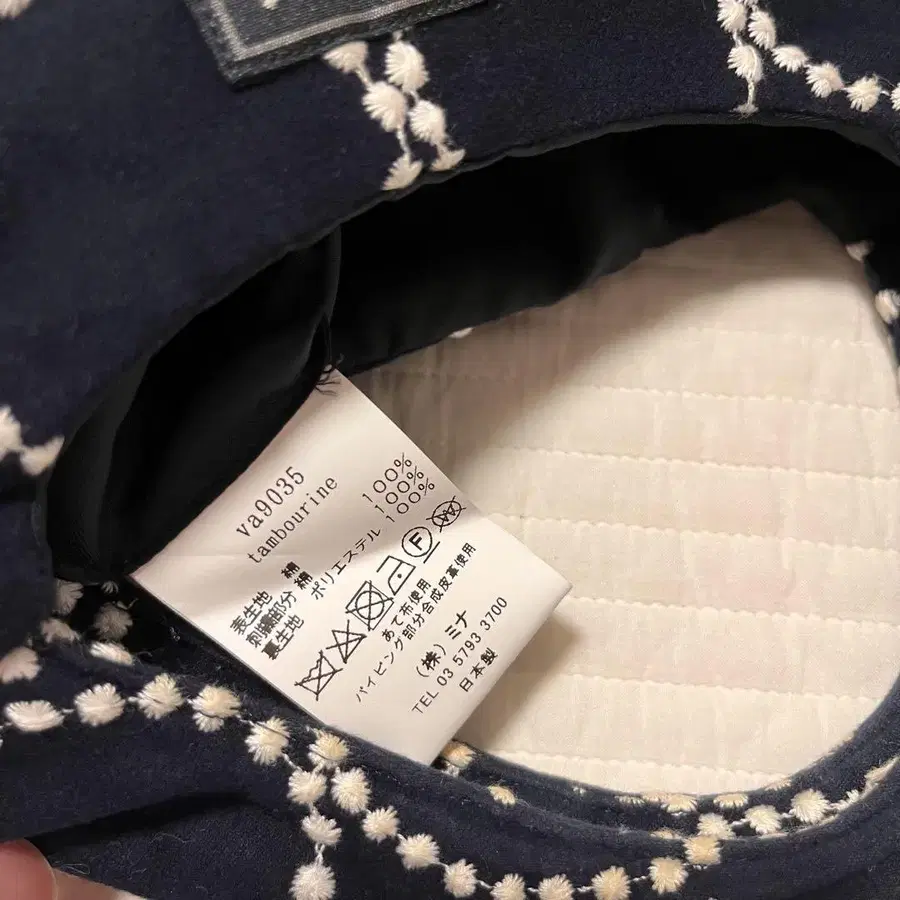 va9035
tambourine
表生地 綿 100%
刺繍部分 綿 100%
裏生地 ポリエステル 100%
F
あて布使用
パイピング部分合成皮革使用
(株)ミナ
TEL 03 5793 3700
日本製